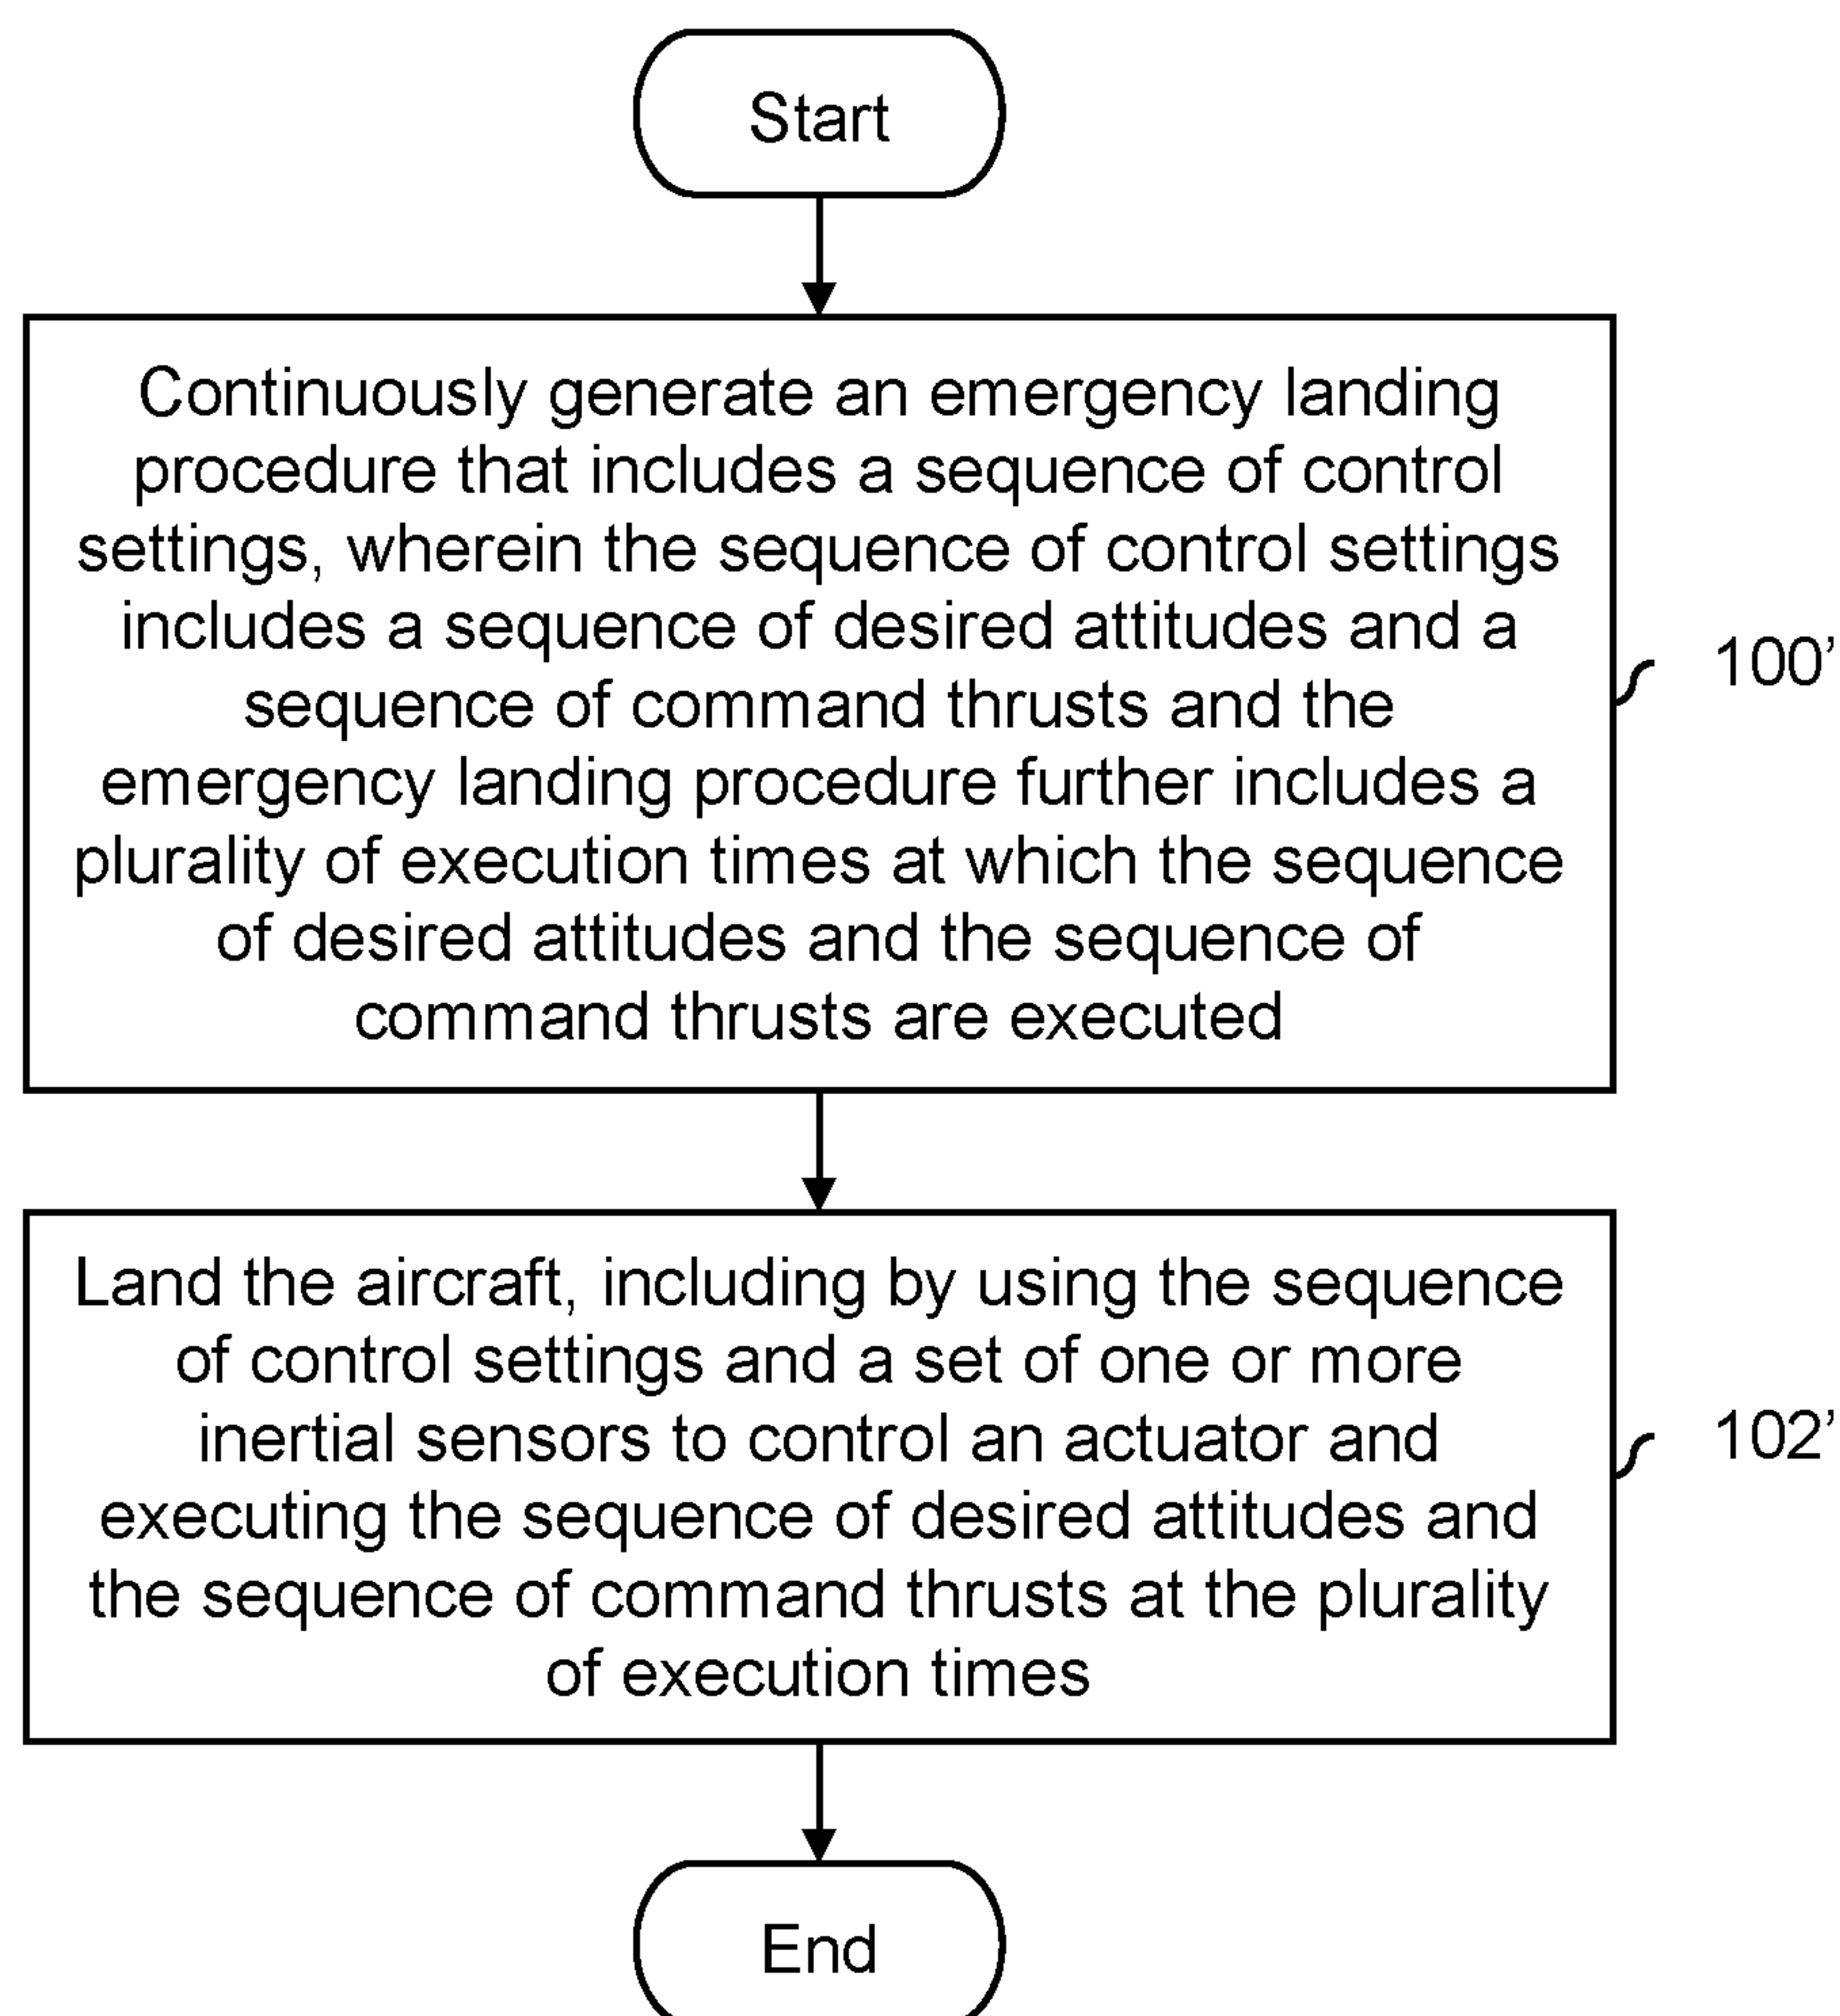 Start
Continuously generate an emergency landing
procedure that includes a sequence of control
settings, wherein the sequence of control settings
includes a sequence of desired attitudes and a
sequence of command thrusts and the
emergency landing procedure further includes a
plurality of execution times at which the sequence
of desired attitudes and the sequence of
command thrusts are executed
100’
Land the aircraft, including by using the sequence
of control settings and a set of one or more
inertial sensors to control an actuator and
executing the sequence of desired attitudes and
the sequence of command thrusts at the plurality
of execution times
102’
End